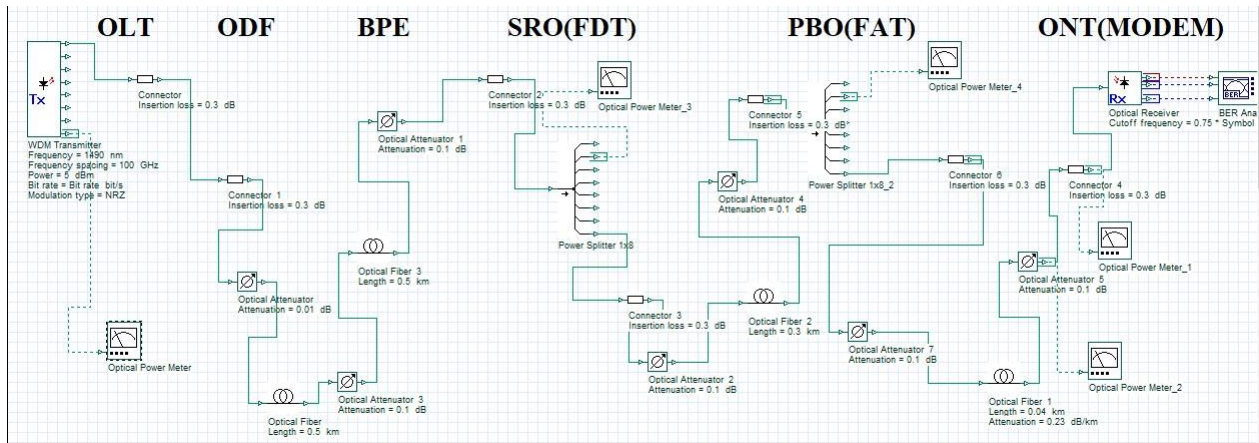 OLT
ODF
BPE
SRO(FDT)
PBO(FAT)
ONT(MODEM)
Tx
WDM Transmitter
Frequency = 1490 nm
Frequency spacing = 100 GHz
Power = 5 dBm
Bit rate = Bit rate bit/s
Modulation type = NRZ
Connector
Insertion loss = 0.3 dB
Connector 1
Insertion loss = 0.3 dB
Optical Attenuator
Attenuation = 0.01 dB
Optical Power Meter
Optical Fiber
Length = 0.5 km
Optical Attenuator 3
Attenuation = 0.1 dB
Optical Fiber 3
Length = 0.5 km
Optical Attenuator 1
Attenuation = 0.1 dB
Connector 2
Insertion loss = 0.3 dB
Optical Power Meter_3
Power Splitter 1x8
Connector 3
Insertion loss = 0.3 dB
Optical Attenuator 2
Attenuation = 0.1 dB
Optical Fiber 2
Length = 0.3 km
Optical Attenuator 4
Attenuation = 0.1 dB
Connector 5
Insertion loss = 0.3 dB
Power Splitter 1x8_2
Optical Power Meter_4
Connector 6
Insertion loss = 0.3 dB
Optical Attenuator 7
Attenuation = 0.1 dB
Optical Fiber 1
Length = 0.04 km
Attenuation = 0.23 dB/km
Optical Attenuator 5
Attenuation = 0.1 dB
Optical Power Meter_2
Optical Power Meter_1
Connector 4
Insertion loss = 0.3 dB
Rx
Optical Receiver
Cutoff frequency = 0.75 * Symbol
BER
BER Ana